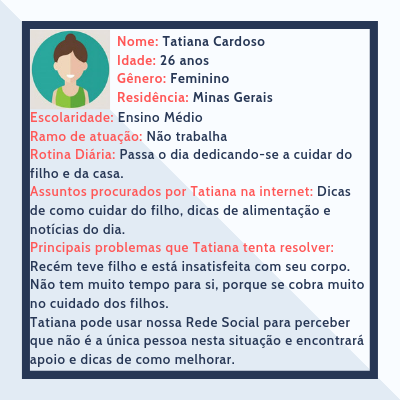 Nome: Tatiana Cardoso
Idade: 26 anos
Gênero: Feminino
Residência: Minas Gerais
Escolaridade: Ensino Médio
Ramo de atuação: Não trabalha
Rotina Diária: Passa o dia dedicando-se a cuidar do
filho e da casa.
Assuntos procurados por Tatiana na internet: Dicas
de como cuidar do filho, dicas de alimentação e
notícias do dia.
Principais problemas que Tatiana tenta resolver:
Recém teve filho e está insatisfeita com seu corpo.
Não tem muito tempo para si, porque se cobra muito
no cuidado dos filhos.
Tatiana pode usar nossa Rede Social para perceber
que não é a única pessoa nesta situação e encontrará
apoio e dicas de como melhorar.